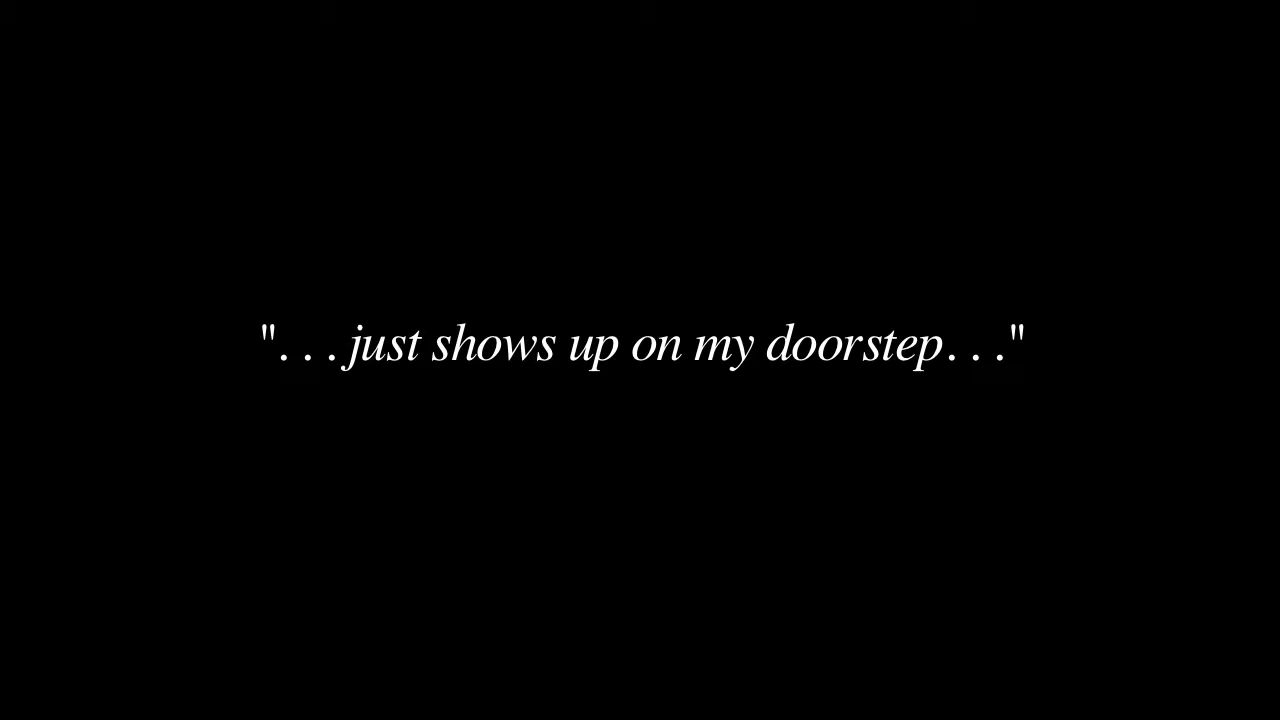 ". . . just shows up on my doorstep. . ."